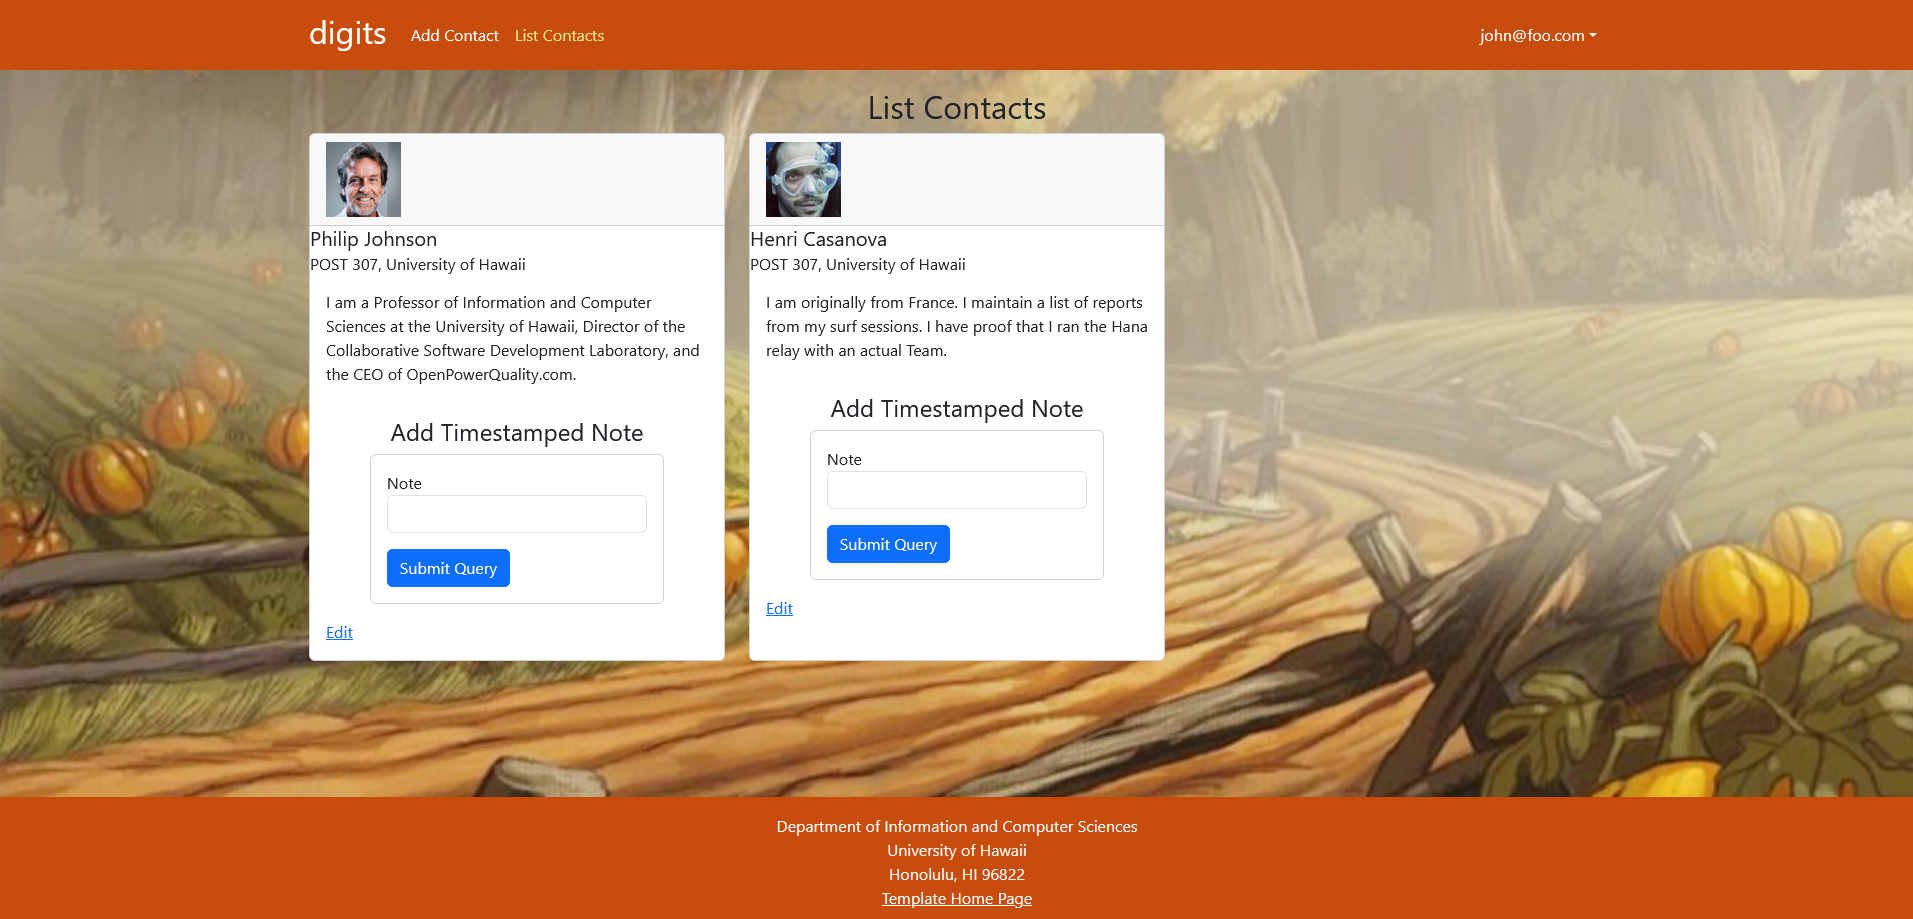 digits Add Contact List Contacts john@foo.com
List Contacts
Philip Johnson
POST 307, University of Hawaii
I am a Professor of Information and Computer
Sciences at the University of Hawaii, Director of the
Collaborative Software Development Laboratory, and
the CEO of OpenPowerQuality.com.
Add Timestamped Note
Note
Submit Query
Edit
Henri Casanova
POST 307, University of Hawaii
I am originally from France. I maintain a list of reports
from my surf sessions. I have proof that I ran the Hana
relay with an actual Team.
Add Timestamped Note
Note
Submit Query
Edit
Department of Information and Computer Sciences
University of Hawaii
Honolulu, HI 96822
Template Home Page